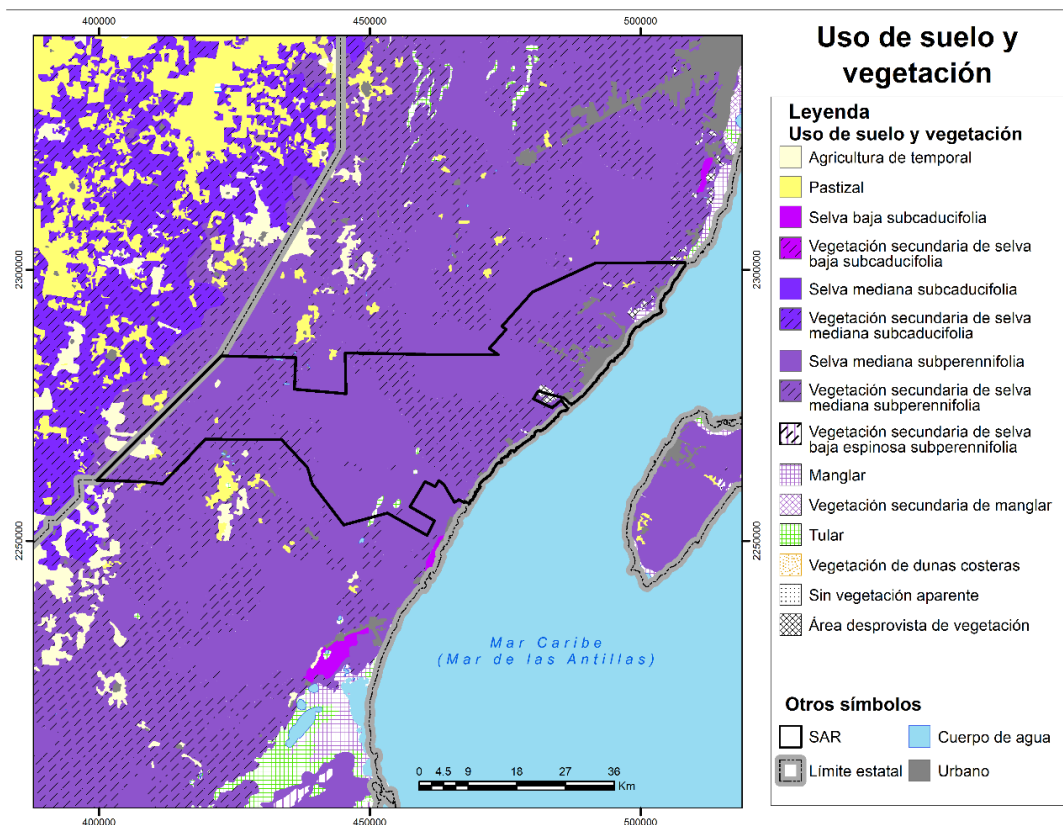 Uso de suelo y
vegetación
Leyenda
Uso de suelo y vegetación
Agricultura de temporal
Pastizal
Selva baja subcaducifolia
Vegetación secundaria de selva
baja subcaducifolia
Selva mediana subcaducifolia
Vegetación secundaria de selva
mediana subcaducifolia
Selva mediana subperennifolia
Vegetación secundaria de selva
mediana subperennifolia
Vegetación secundaria de selva
baja espinosa subperennifolia
Manglar
Vegetación secundaria de manglar
Tular
Vegetación de dunas costeras
Sin vegetación aparente
Área desprovista de vegetación
Otros símbolos
SAR
Cuerpo de agua
Límite estatal
Urbano
400000 450000 500000
2300000 2300000
2250000 2250000
Mar Caribe
(Mar de las Antillas)
0 4.5 9 18 27 36
Km
400000 450000 500000